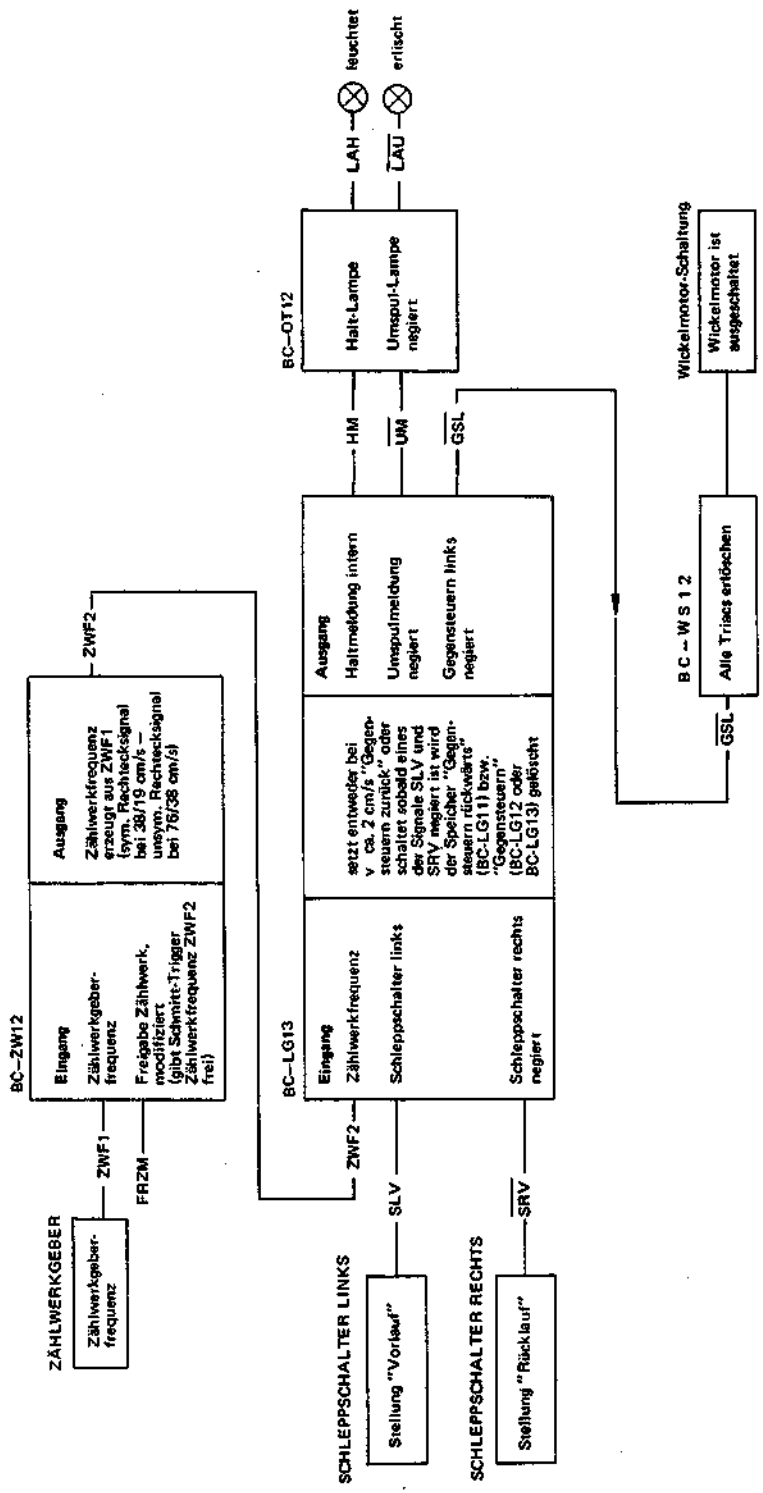 ZÄHLWERKGEBER
Zählwerkgeber-
frequenz
ZWF1
FRZM
BC–ZW12
Eingang
Zählwerkgeber-
frequenz
Freigabe Zählwerk,
modifiziert
(gibt Schmitt-Trigger
Zählwerkfrequenz ZWF2
frei)
Ausgang
Zählwerkfrequenz
erzeugt aus ZWF1
(sym. Rechtecksignal
bei 38/19 cm/s –
unsym. Rechtecksignal
bei 76/38 cm/s)
ZWF2
SCHLEPPSCHALTER LINKS
Stellung "Vorlauf"
SCHLEPPSCHALTER RECHTS
Stellung "Rücklauf"
ZWF2
SLV
S̅R̅V̅
BC–LG13
Eingang
Zählwerkfrequenz
Schleppschalter links
Schleppschalter rechts
negiert
setzt entweder bei
v ca. 2 cm/s "Gegen-
steuern zurück" oder
schaltet sobald eines
der Signale SLV und
SRV negiert ist wird
der Speicher "Gegen-
steuern rückwärts"
(BC-LG11) bzw.
"Gegensteuern"
(BC-LG12 oder
BC-LG13) gelöscht
Ausgang
Haltmeldung intern
Umspulmeldung
negiert
Gegensteuern links
negiert
HM
U̅M̅
G̅S̅L̅
BC–OT12
Halt-Lampe
Umspul-Lampe
negiert
LAH
leuchtet
L̅A̅U̅
erlischt
G̅S̅L̅
BC–WS12
Alle Triacs erlöschen
Wickelmotor-Schaltung
Wickelmotor ist
ausgeschaltet